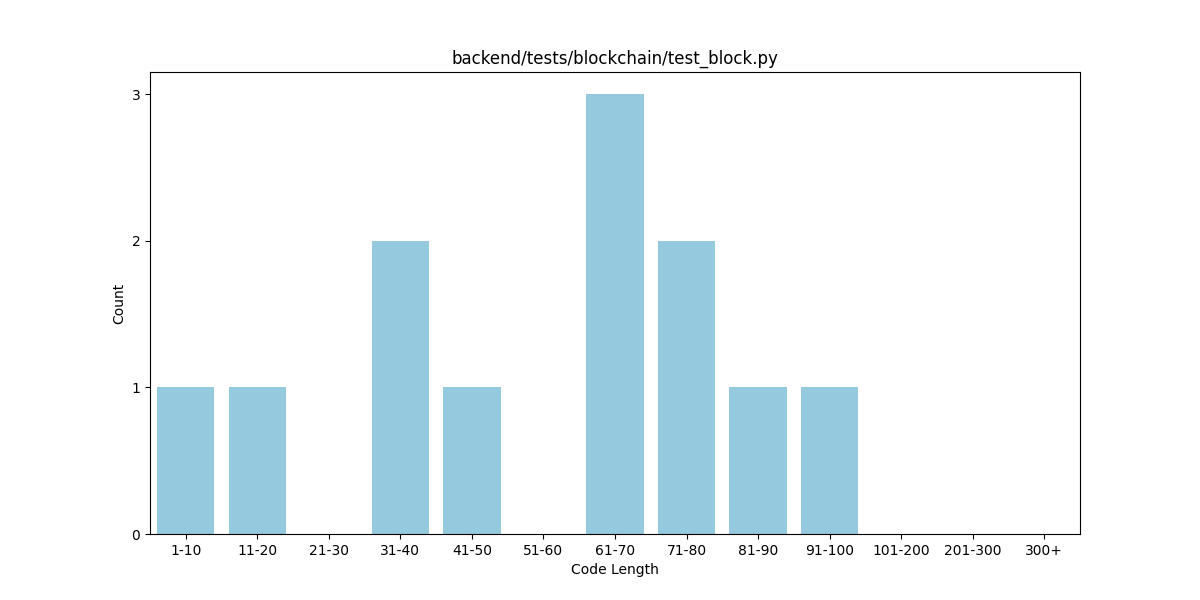 backend/tests/blockchain/test_block.py
3
2
1
0
Count
1-10 11-20 21-30 31-40 41-50 51-60 61-70 71-80 81-90 91-100 101-200 201-300 300+
Code Length